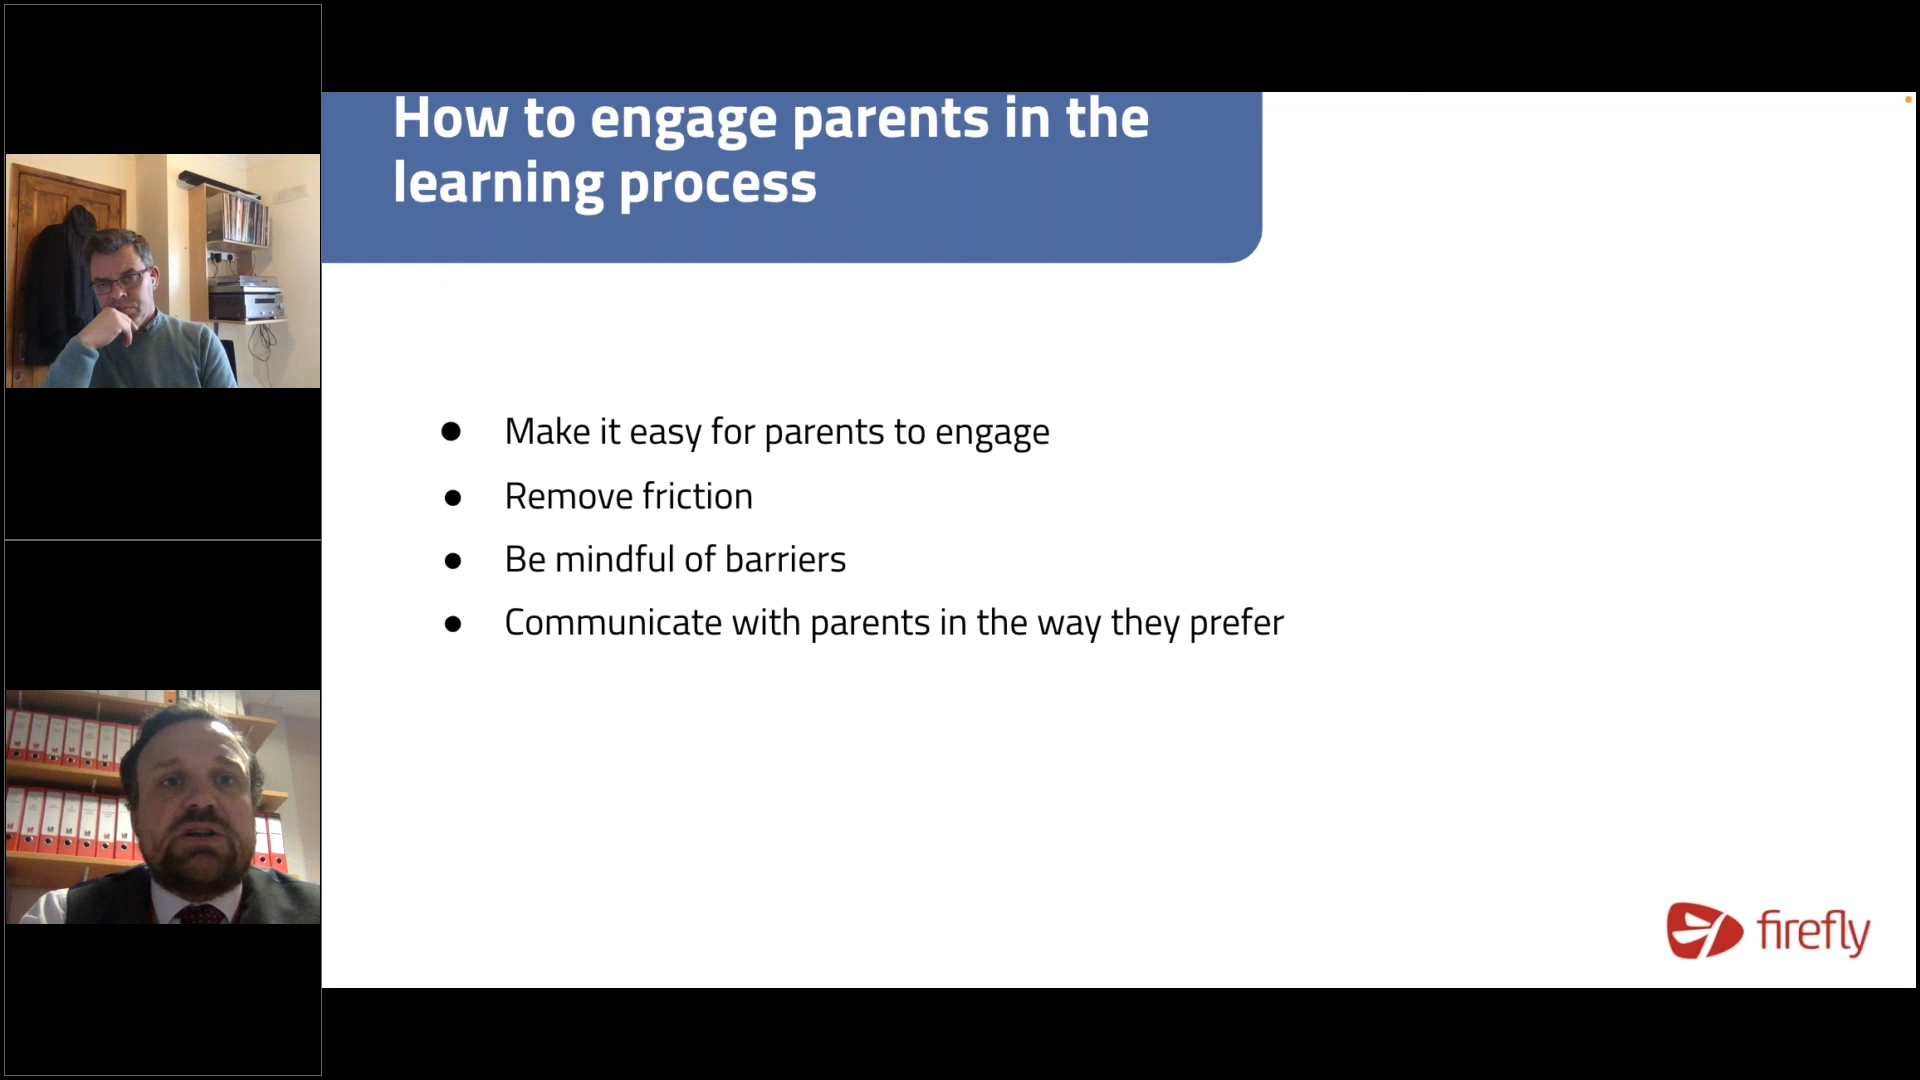 How to engage parents in the
learning process
● Make it easy for parents to engage
● Remove friction
● Be mindful of barriers
● Communicate with parents in the way they prefer
firefly